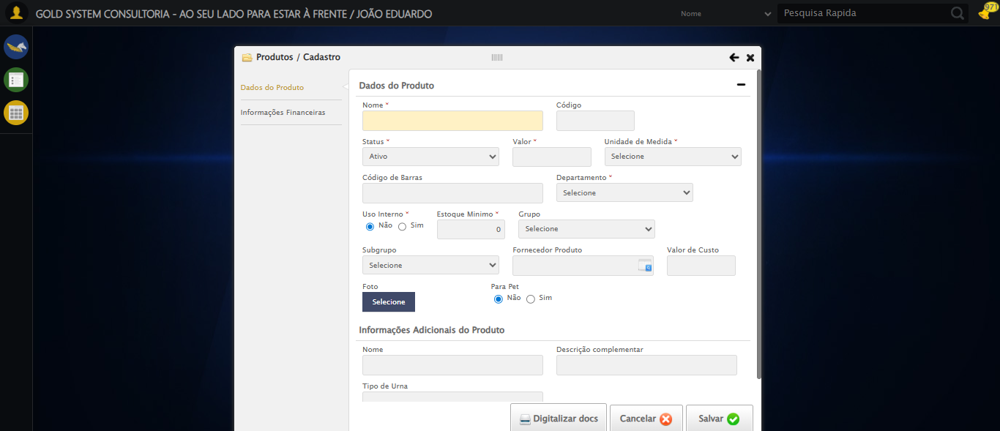 GOLD SYSTEM CONSULTORIA - AO SEU LADO PARA ESTAR À FRENTE / JOÃO EDUARDO
Nome
Pesquisa Rapida
971
Produtos / Cadastro
Dados do Produto
Informações Financeiras
Dados do Produto
Nome *
Código
Status *
Valor *
Unidade de Medida *
Ativo
Selecione
Código de Barras
Departamento *
Selecione
Uso Interno *
Estoque Minimo *
Grupo
Não
Sim
0
Selecione
Subgrupo
Fornecedor Produto
Valor de Custo
Selecione
Foto
Para Pet
Selecione
Não
Sim
Informações Adicionais do Produto
Nome
Descrição complementar
Tipo de Urna
Digitalizar docs
Cancelar
Salvar